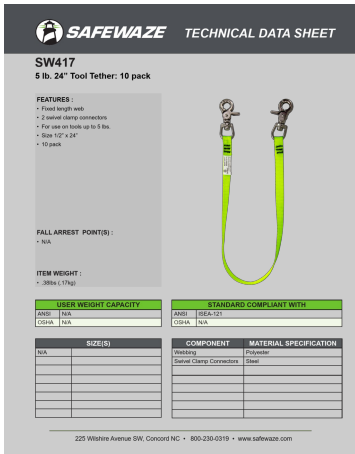 SAFEWAZE TECHNICAL DATA SHEET
SW417
5 lb. 24" Tool Tether: 10 pack
FEATURES :
• Fixed length web
• 2 swivel clamp connectors
• For use on tools up to 5 lbs.
• Size 1/2" x 24"
• 10 pack
FALL ARREST POINT(S) :
• N/A
ITEM WEIGHT :
• .38lbs (.17kg)
USER WEIGHT CAPACITY
ANSI N/A
OSHA N/A
STANDARD COMPLIANT WITH
ANSI ISEA-121
OSHA N/A
SIZE(S)
N/A
COMPONENT MATERIAL SPECIFICATION
Webbing Polyester
Swivel Clamp Connectors Steel
225 Wilshire Avenue SW, Concord NC • 800-230-0319 • www.safewaze.com